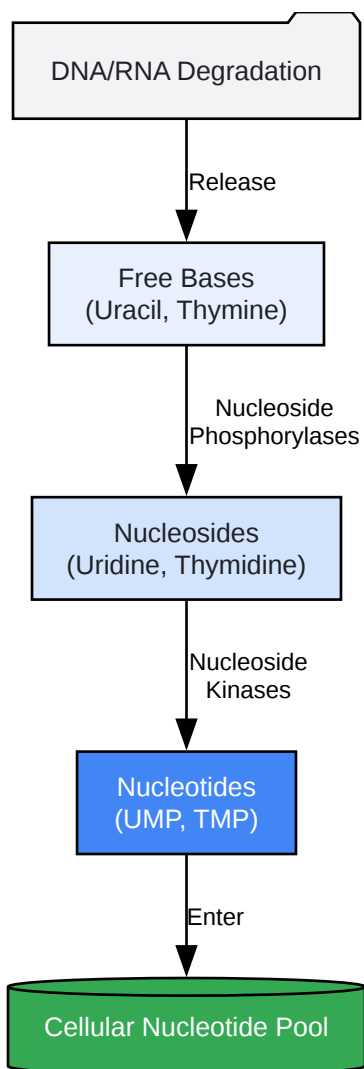 DNA/RNA Degradation
Release
Free Bases
(Uracil, Thymine)
Nucleoside
Phosphorylases
Nucleosides
(Uridine, Thymidine)
Nucleoside
Kinases
Nucleotides
(UMP, TMP)
Enter
Cellular Nucleotide Pool